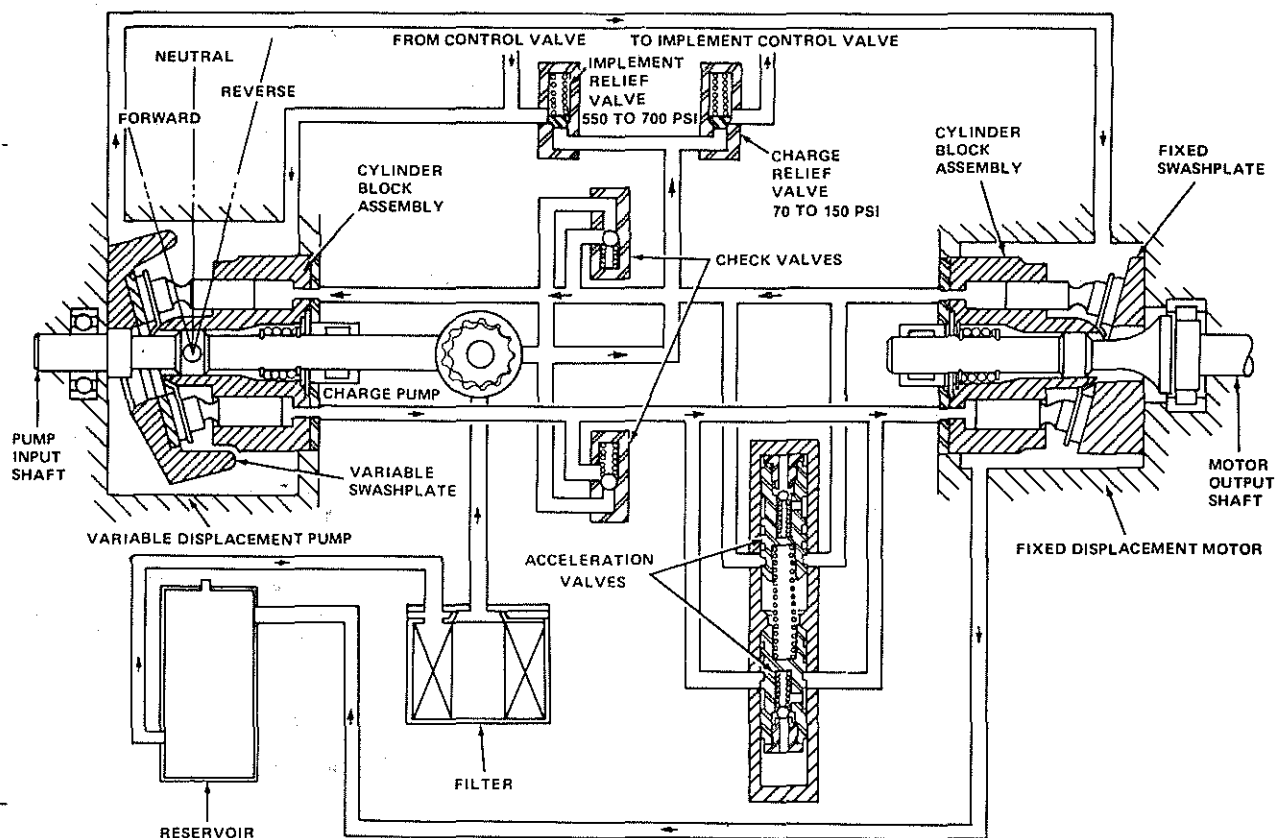 FROM CONTROL VALVE
TO IMPLEMENT CONTROL VALVE
NEUTRAL
IMPLEMENT
RELIEF
VALVE
550 TO 700 PSI
REVERSE
FORWARD
CYLINDER
BLOCK
ASSEMBLY
CHARGE
RELIEF
VALVE
70 TO 150 PSI
CYLINDER
BLOCK
ASSEMBLY
FIXED
SWASHPLATE
CHECK VALVES
CHARGE PUMP
PUMP
INPUT
SHAFT
VARIABLE
SWASHPLATE
MOTOR
OUTPUT
SHAFT
VARIABLE DISPLACEMENT PUMP
ACCELERATION
VALVES
FIXED DISPLACEMENT MOTOR
FILTER
RESERVOIR